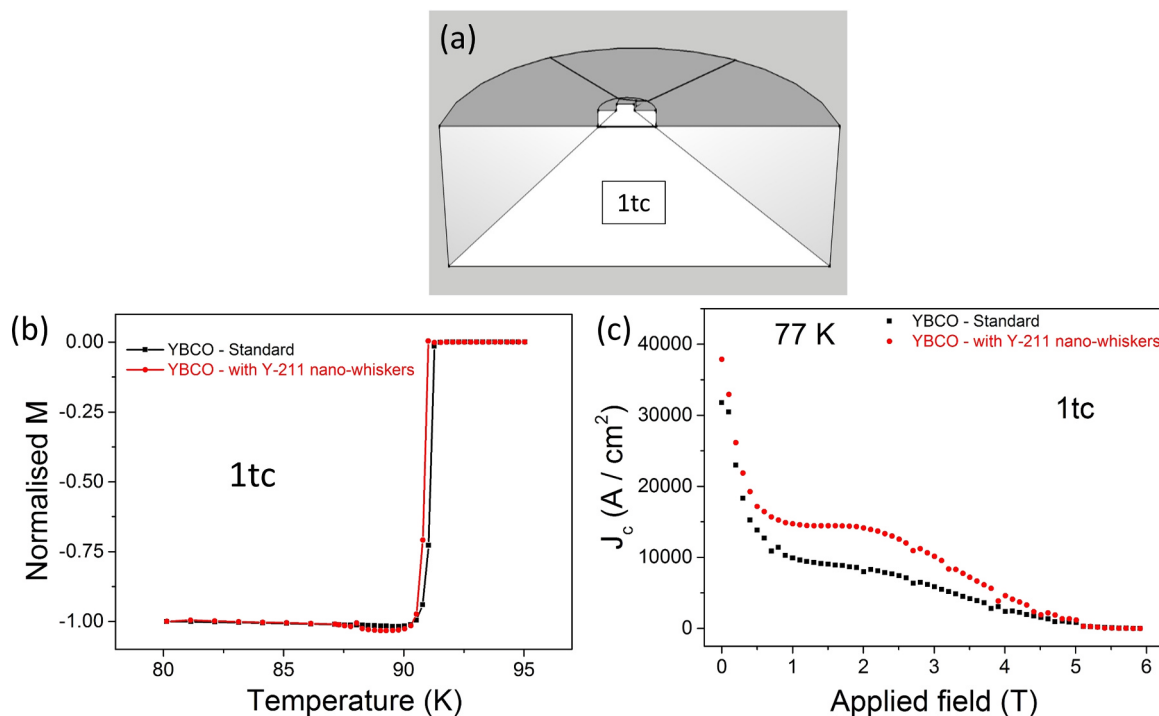 (a)
1tc
(b)
0.00
-0.25
-0.50
-0.75
-1.00
Normalised M
YBCO - Standard
YBCO - with Y-211 nano-whiskers
1tc
80
85
90
95
Temperature (K)
(c)
77 K
YBCO - Standard
YBCO - with Y-211 nano-whiskers
1tc
40000
30000
20000
10000
0
J_c (A / cm²)
0
1
2
3
4
5
6
Applied field (T)